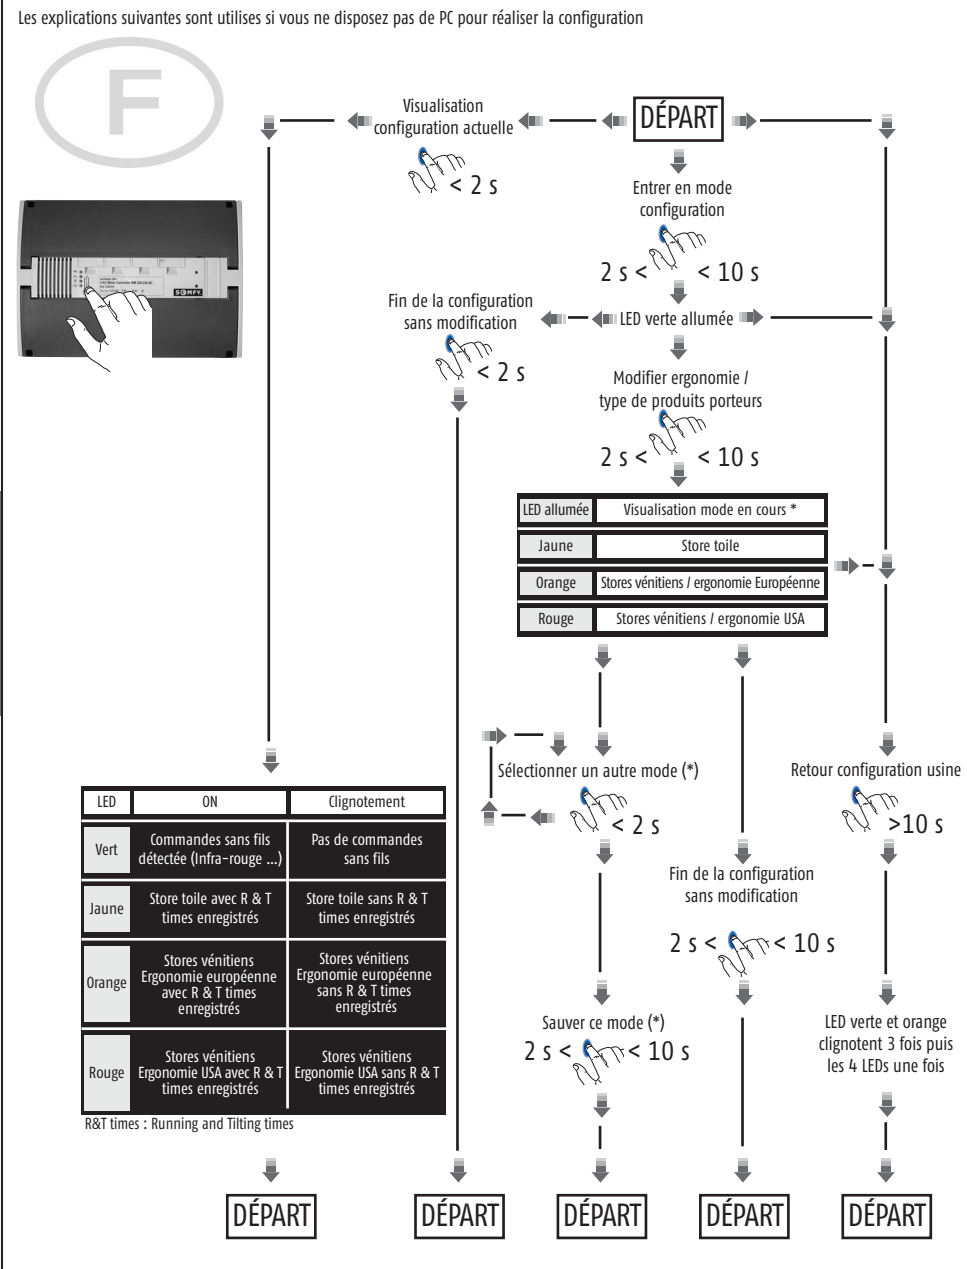 Les explications suivantes sont utilises si vous ne disposez pas de PC pour réaliser la configuration
F
DÉPART
Visualisation
configuration actuelle
< 2 s
Entrer en mode
configuration
2 s < < 10 s
SOMFY
Fin de la configuration
sans modification
< 2 s
LED verte allumée
Modifier ergonomie /
type de produits porteurs
2 s < < 10 s
LED allumée Visualisation mode en cours *
Jaune Store toile
Orange Stores vénitiens / ergonomie Européenne
Rouge Stores vénitiens / ergonomie USA
Sélectionner un autre mode (*)
< 2 s
Retour configuration usine
>10 s
LED ON Clignotement
Vert
Commandes sans fils
détectée (Infra-rouge ...)
Pas de commandes
sans fils
Jaune
Store toile avec R & T
times enregistrés
Store toile sans R & T
times enregistrés
Orange
Stores vénitiens
Ergonomie européenne
avec R & T times
enregistrés
Stores vénitiens
Ergonomie européenne
sans R & T times
enregistrés
Rouge
Stores vénitiens
Ergonomie USA avec R & T
times enregistrés
Stores vénitiens
Ergonomie USA sans R & T
times enregistrés
R&T times : Running and Tilting times
Fin de la configuration
sans modification
2 s < < 10 s
Sauver ce mode (*)
2 s < < 10 s
LED verte et orange
clignotent 3 fois puis
les 4 LEDs une fois
DÉPART
DÉPART
DÉPART
DÉPART
DÉPART